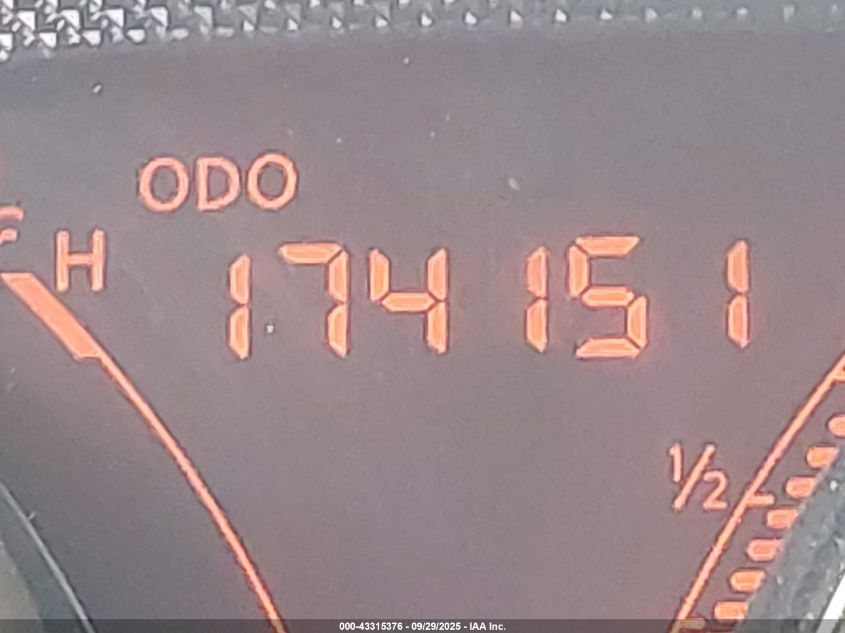 ODO
H
174151
1/2
000-43315376 - 09/29/2025 - IAA Inc.